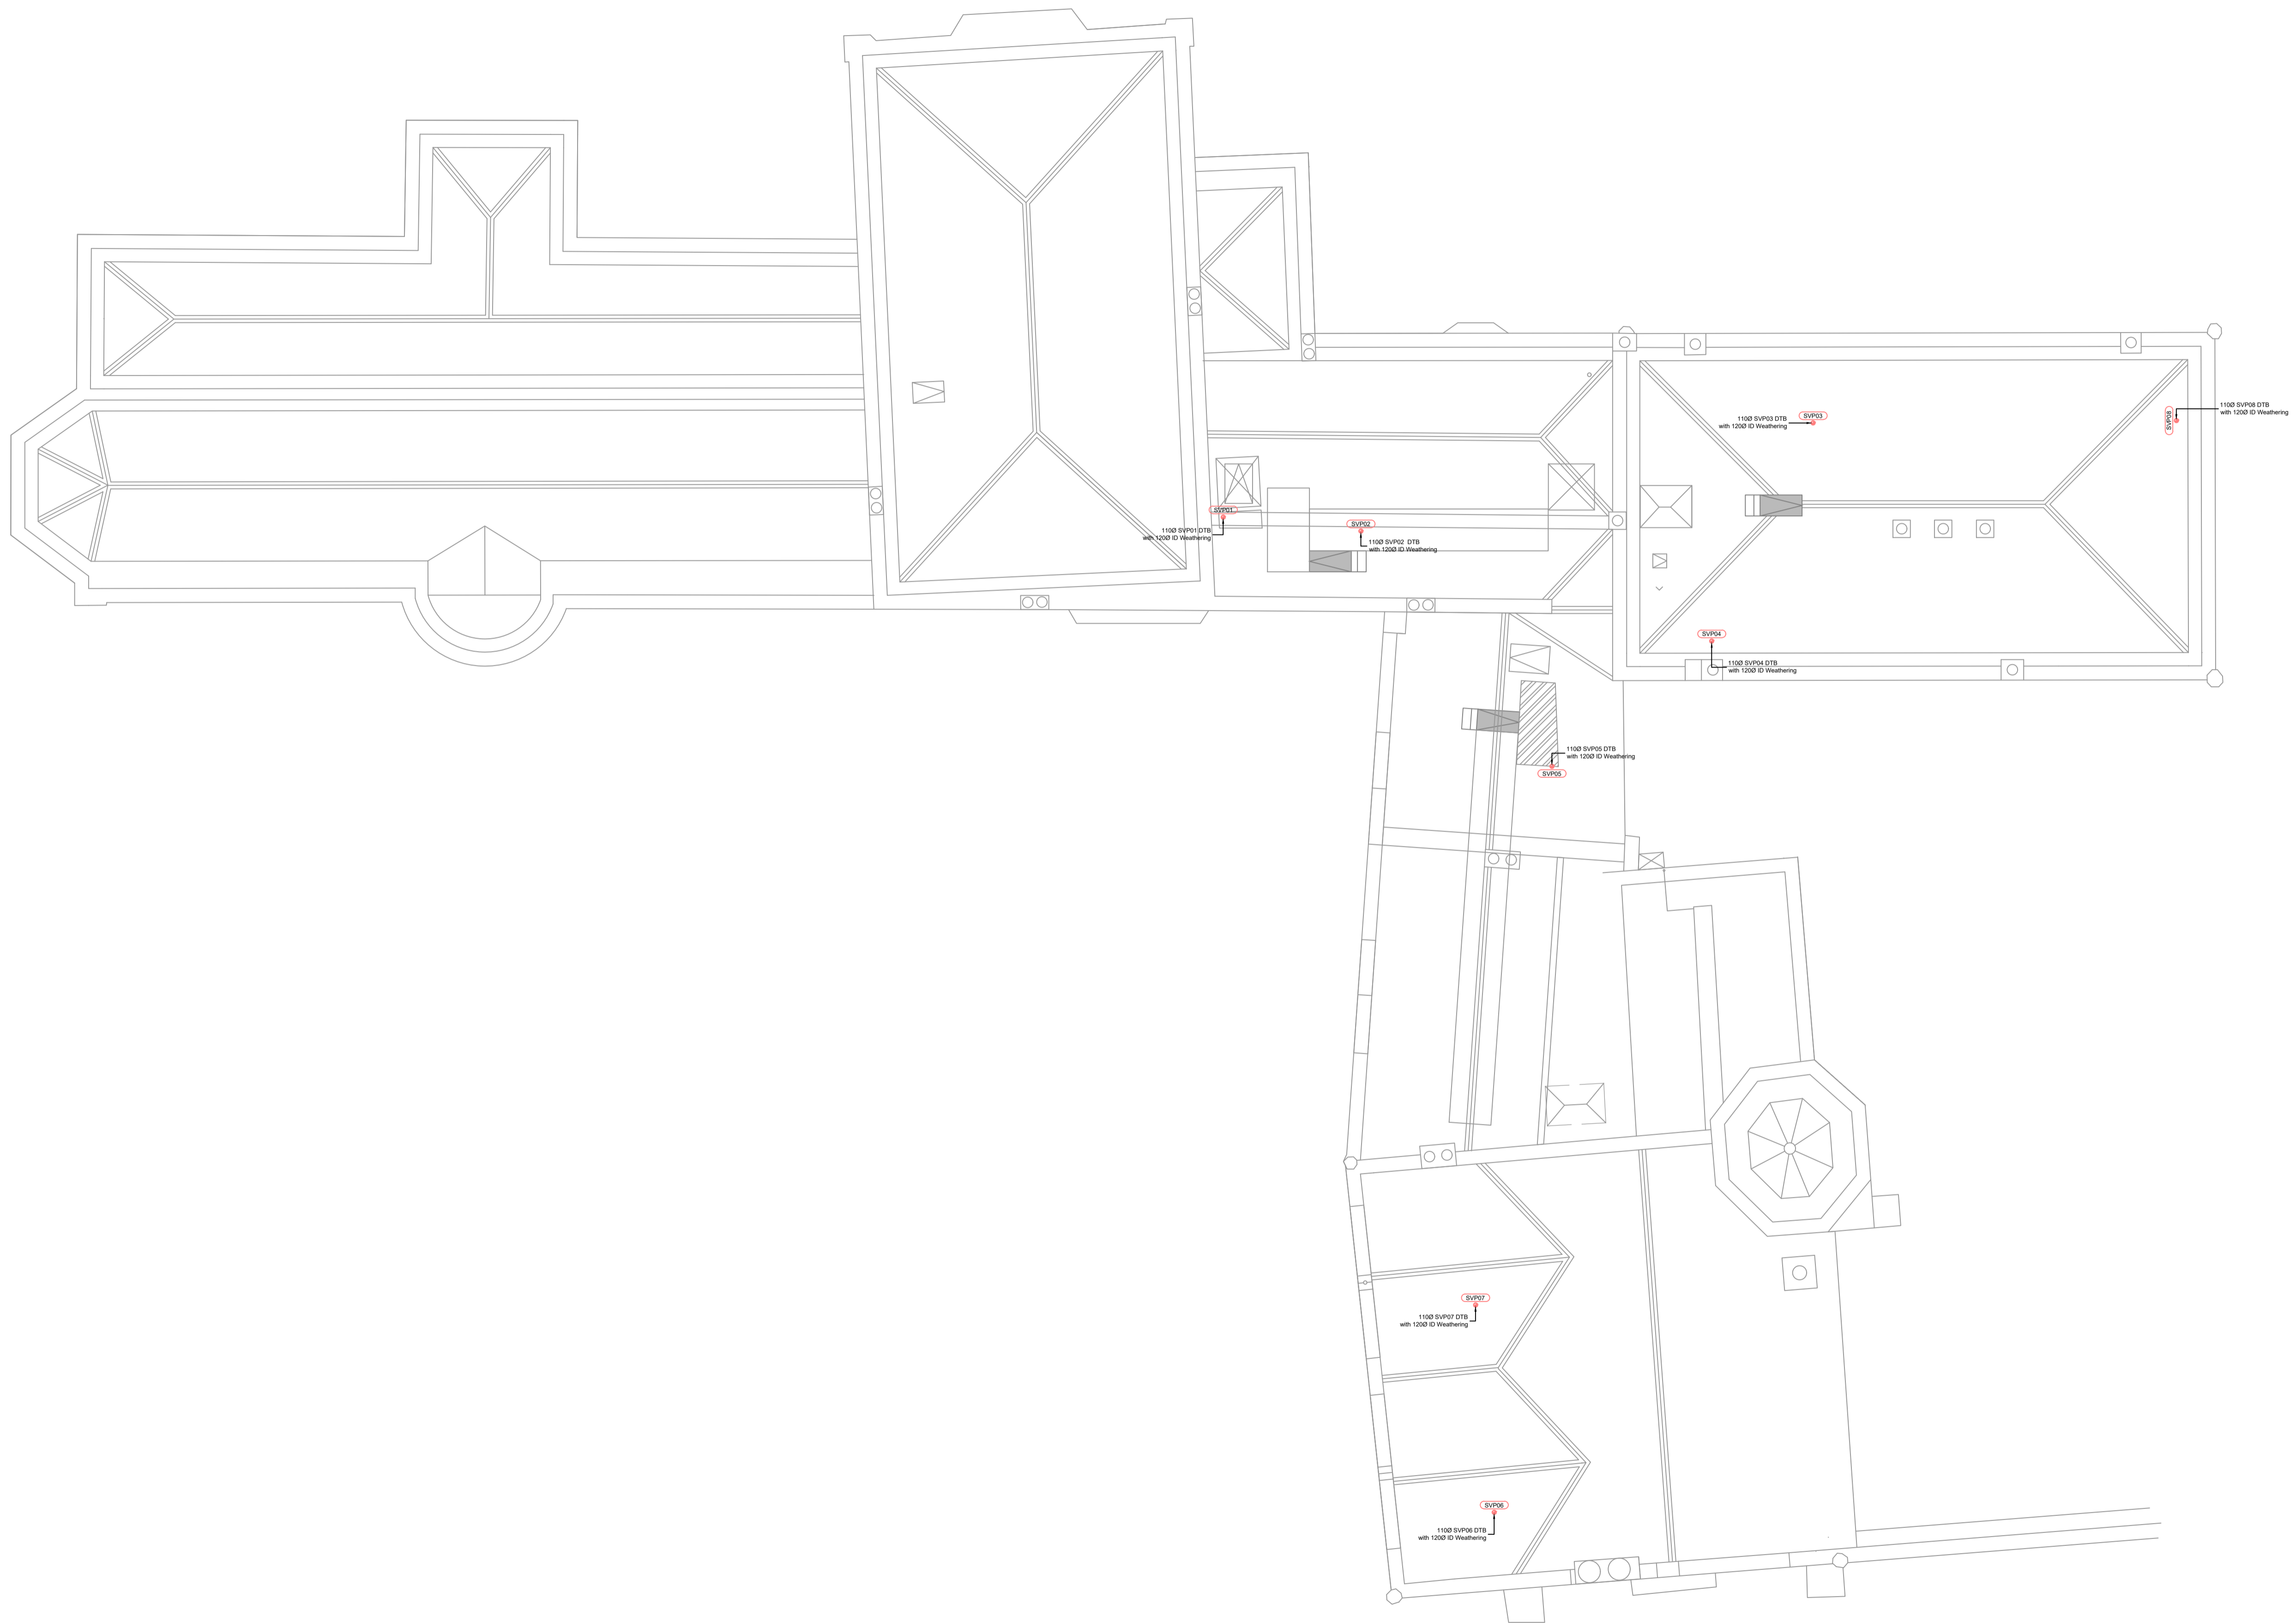 SVP03
110Ø SVP03 DTB
with 120Ø ID Weathering
SVP08
110Ø SVP08 DTB
with 120Ø ID Weathering
SVP01
110Ø SVP01 DTB
with 120Ø ID Weathering
SVP02
110Ø SVP02  DTB
with 120Ø ID Weathering
SVP04
110Ø SVP04 DTB
with 120Ø ID Weathering
110Ø SVP05 DTB
with 120Ø ID Weathering
SVP05
SVP07
110Ø SVP07 DTB
with 120Ø ID Weathering
SVP06
110Ø SVP06 DTB
with 120Ø ID Weathering